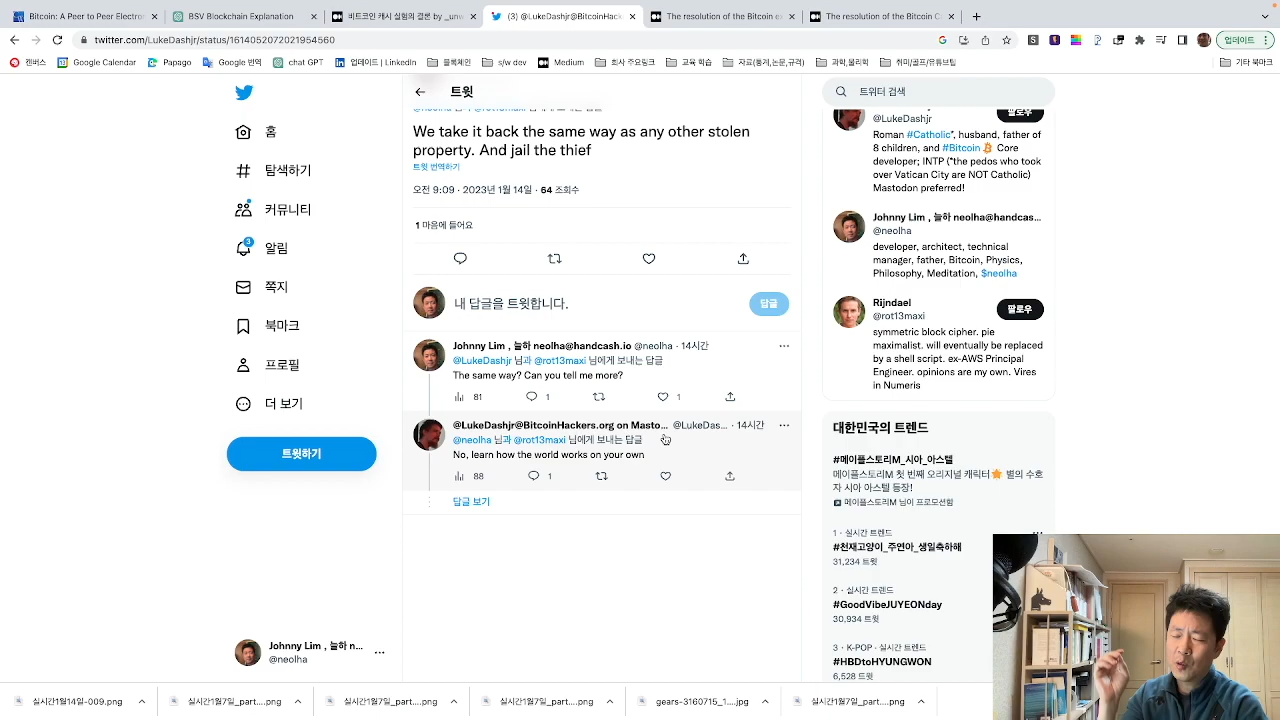 Bitcoin: A Peer to Peer Electron
BSV Blockchain Explanation
비트코인 캐시 실험의 결론 by _unw
(3) @LukeDashjr@BitcoinHack
The resolution of the Bitcoin ex
The resolution of the Bitcoin C
twitter.com/LukeDashjr/status/1614052072021954560
업데이트
캔버스
Google Calendar
Papago
Google 번역
chat GPT
업데이트 | LinkedIn
블록체인
s/w dev
Medium
회사 주요링크
교육 학습
자료(통계,논문,규격)
과학,물리학
취미/골프/유튜브팁
기타 북마크
홈
탐색하기
커뮤니티
3
알림
쪽지
북마크
프로필
더 보기
트윗하기
Johnny Lim , 늘하 n...
@neolha
트윗
We take it back the same way as any other stolen
property. And jail the thief
트윗 번역하기
오전 9:09 · 2023년 1월 14일 · 64 조회수
1 마음에 들어요
내 답글을 트윗합니다.
답글
Johnny Lim , 늘하 neolha@handcash.io @neolha · 14시간
@LukeDashjr 님과 @rot13maxi 님에게 보내는 답글
The same way? Can you tell me more?
81
1
1
@LukeDashjr@BitcoinHackers.org on Masto... @LukeDas... · 14시간
@neolha 님과 @rot13maxi 님에게 보내는 답글
No, learn how the world works on your own
88
1
답글 보기
트위터 검색
@LukeDashjr
팔로우
Roman #Catholic*, husband, father of
8 children, and #Bitcoin Core
developer; INTP (*the pedos who took
over Vatican City are NOT Catholic)
Mastodon preferred!
Johnny Lim , 늘하 neolha@handcas...
@neolha
developer, architect, technical
manager, father, Bitcoin, Physics,
Philosophy, Meditation, $neolha
Rijndael
@rot13maxi
팔로우
symmetric block cipher. pie
maximalist. will eventually be replaced
by a shell script. ex-AWS Principal
Engineer. opinions are my own. Vires
in Numeris
대한민국의 트렌드
#메이플스토리M_시아_아스텔
메이플스토리M 첫 번째 오리지널 캐릭터 별의 수호
자 시아 아스텔 등장!
메이플스토리M 님이 프로모션함
1 · 실시간 트렌드
#천재고양이_주연아_생일축하해
31,234 트윗
2 · 실시간 트렌드
#GoodVibeJUYEONday
30,934 트윗
3 · K-POP · 실시간 트렌드
#HBDtoHYUNGWON
6,528 트윗
실시간1월14일-009.png
실시간1월7일_part....png
실시간1월7일_part....png
실시간1월7일_part....png
gears-3160715_1....jpg
실시간1월7일_part....png